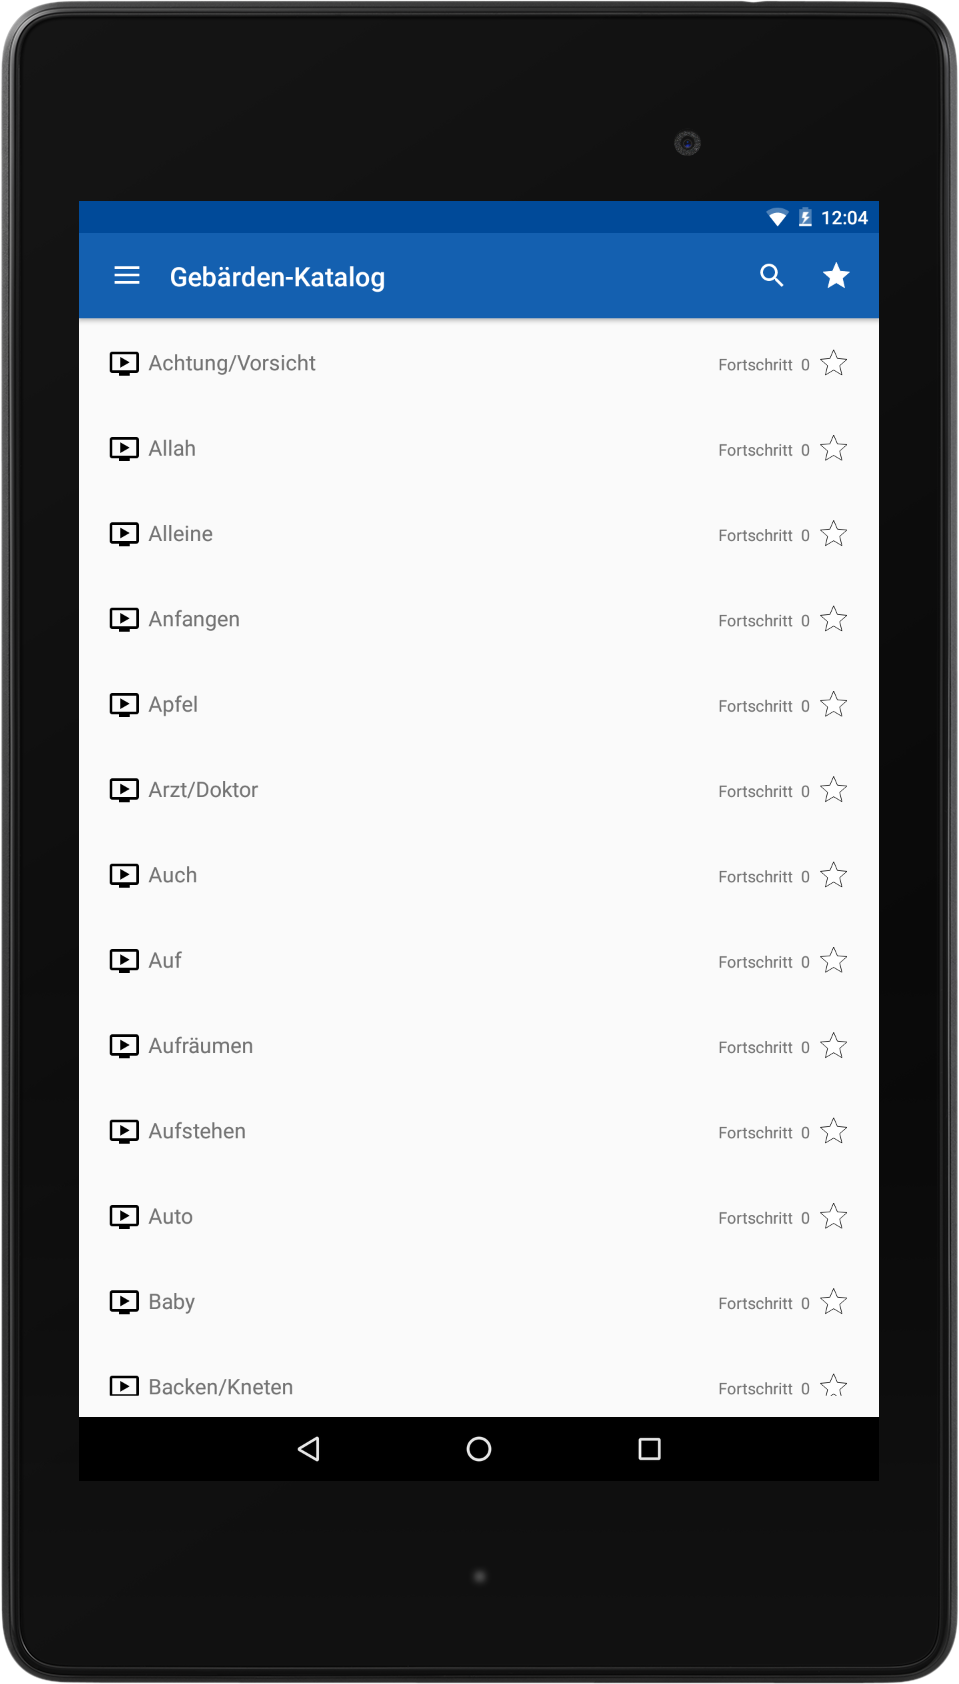 12:04
Gebärden-Katalog
Achtung/Vorsicht Fortschritt 0
Allah Fortschritt 0
Alleine Fortschritt 0
Anfangen Fortschritt 0
Apfel Fortschritt 0
Arzt/Doktor Fortschritt 0
Auch Fortschritt 0
Auf Fortschritt 0
Aufräumen Fortschritt 0
Aufstehen Fortschritt 0
Auto Fortschritt 0
Baby Fortschritt 0
Backen/Kneten Fortschritt 0